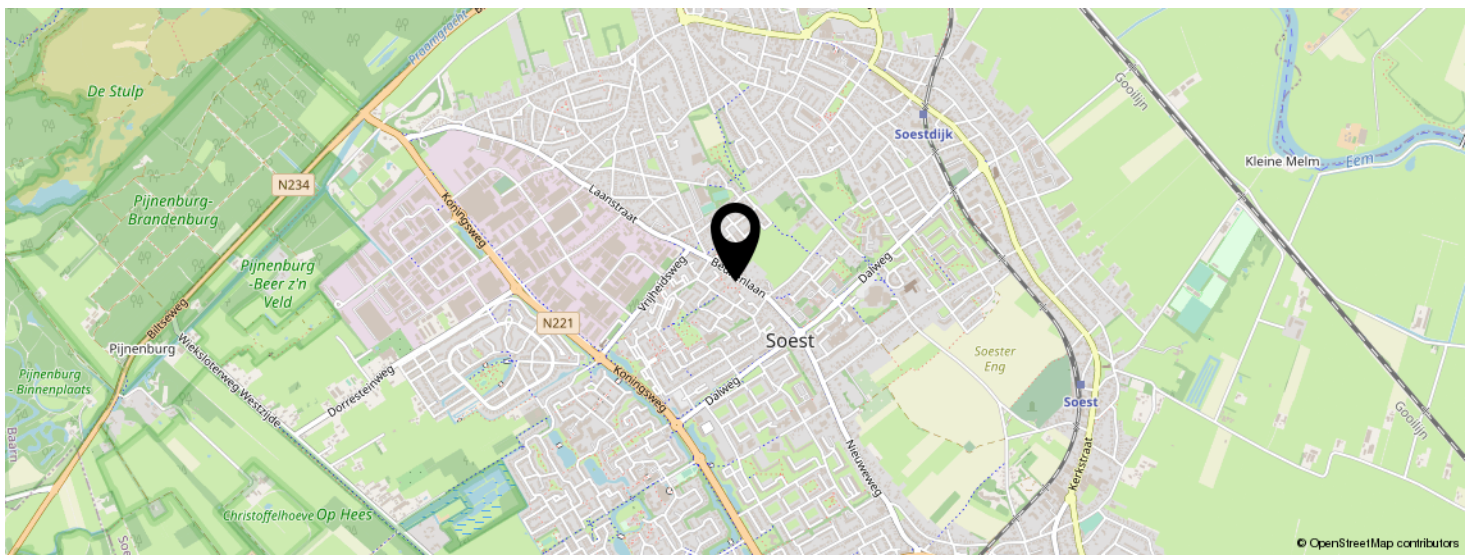 Praamgracht
De Stulp
Gooilijn
Soestdijk
Kleine Melm
Eem
N234
Laanstraat
Pijnenburg-
Brandenburg
Koningsweg
Pijnenburg
-Beer z'n
Veld
Vrijheidsweg
Dalweg
Biltseweg
N221
Soest
Pijnenburg
Wieksloterweg Westzijde
Soester
Eng
Pijnenburg
- Binnenplaats
Dorresteinweg
Koningsweg
Dalweg
Soest
Gooilijn
Baarn
Nieuweweg
Kerkstraat
Christoffelhoeve
Op Hees
© OpenStreetMap contributors